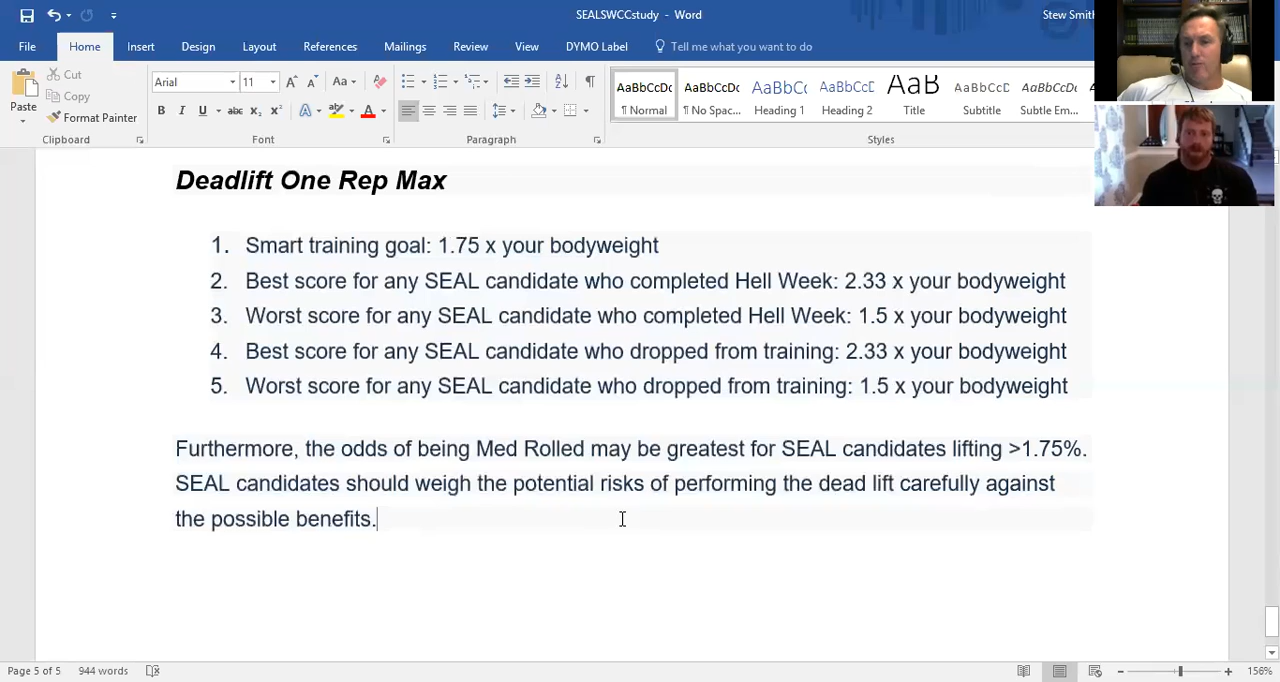 SEALSWCCstudy - Word
Stew Smith
File Home Insert Design Layout References Mailings Review View DYMO Label Tell me what you want to do
Paste
Cut
Copy
Format Painter
Clipboard
Arial 11
Font
Paragraph
AaBbCcDc AaBbCcDc AaBbCc AaBbCcD AaB AaBbCcD AaBbCcDc
¶ Normal ¶ No Spac... Heading 1 Heading 2 Title Subtitle Subtle Em...
Styles
Deadlift One Rep Max
1. Smart training goal: 1.75 x your bodyweight
2. Best score for any SEAL candidate who completed Hell Week: 2.33 x your bodyweight
3. Worst score for any SEAL candidate who completed Hell Week: 1.5 x your bodyweight
4. Best score for any SEAL candidate who dropped from training: 2.33 x your bodyweight
5. Worst score for any SEAL candidate who dropped from training: 1.5 x your bodyweight
Furthermore, the odds of being Med Rolled may be greatest for SEAL candidates lifting >1.75%.
SEAL candidates should weigh the potential risks of performing the dead lift carefully against
the possible benefits.
Page 5 of 5 944 words 156%